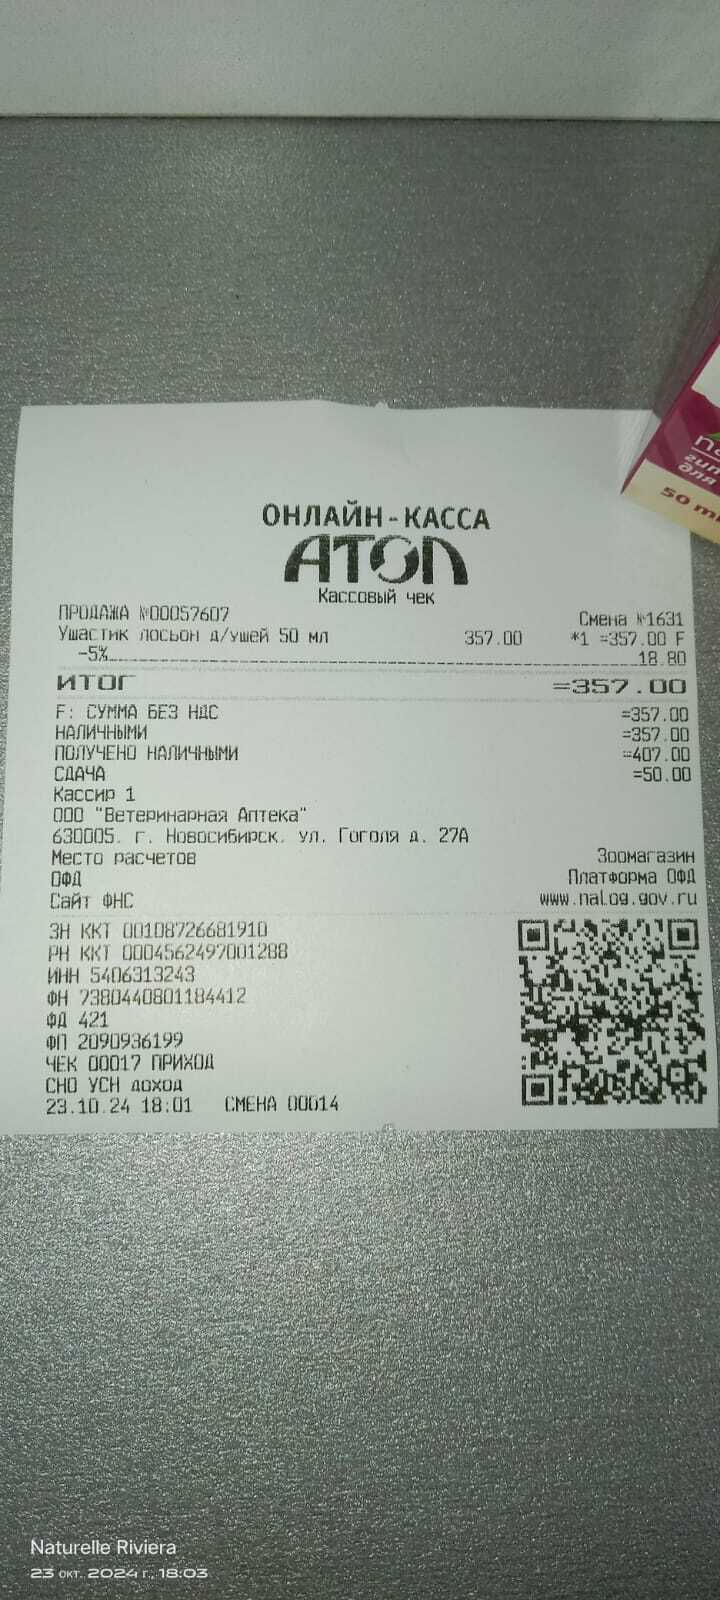 ОНЛАЙН-КАССА
АТОЛ
Кассовый чек
ПРОДАЖА №00057607 Смена №1631
Ушастик лосьон д/ушей 50 мл 357.00 *1 =357.00 F
-5% 18.80
ИТОГ =357.00
F: СУММА БЕЗ НДС =357.00
НАЛИЧНЫМИ =357.00
ПОЛУЧЕНО НАЛИЧНЫМИ =407.00
СДАЧА =50.00
Кассир 1
ООО "Ветеринарная Аптека"
630005. г. Новосибирск. ул. Гоголя д. 27А
Место расчетов Зоомагазин
ОФД Платформа ОФД
Сайт ФНС www.nalog.gov.ru
ЗН ККТ 00108726681910
РН ККТ 0004562497001288
ИНН 5406313243
ФН 7380440801184412
ФД 421
ФП 2090936199
ЧЕК 00017 ПРИХОД
СНО УСН доход
23.10.24 18:01 СМЕНА 00014
для
50 m
Naturelle Riviera
23 окт. 2024 г., 18:03